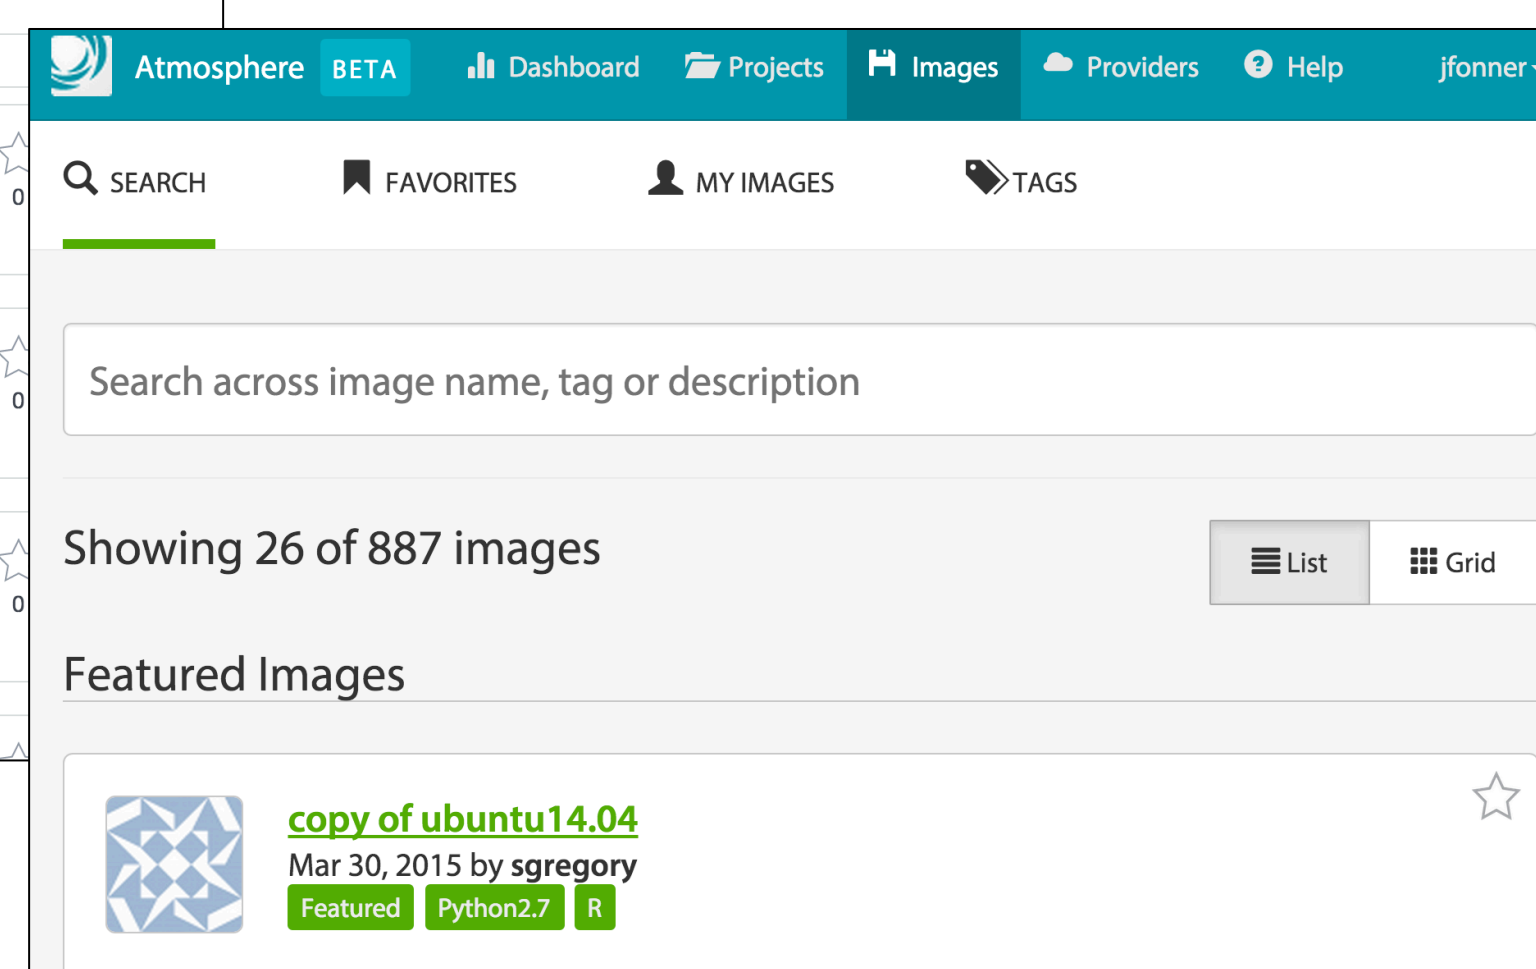 Atmosphere BETA Dashboard Projects Images Providers Help jfonner
SEARCH FAVORITES MY IMAGES TAGS
0
Search across image name, tag or description
0
Showing 26 of 887 images
List Grid
0
Featured Images
copy of ubuntu14.04
Mar 30, 2015 by sgregory
Featured Python2.7 R